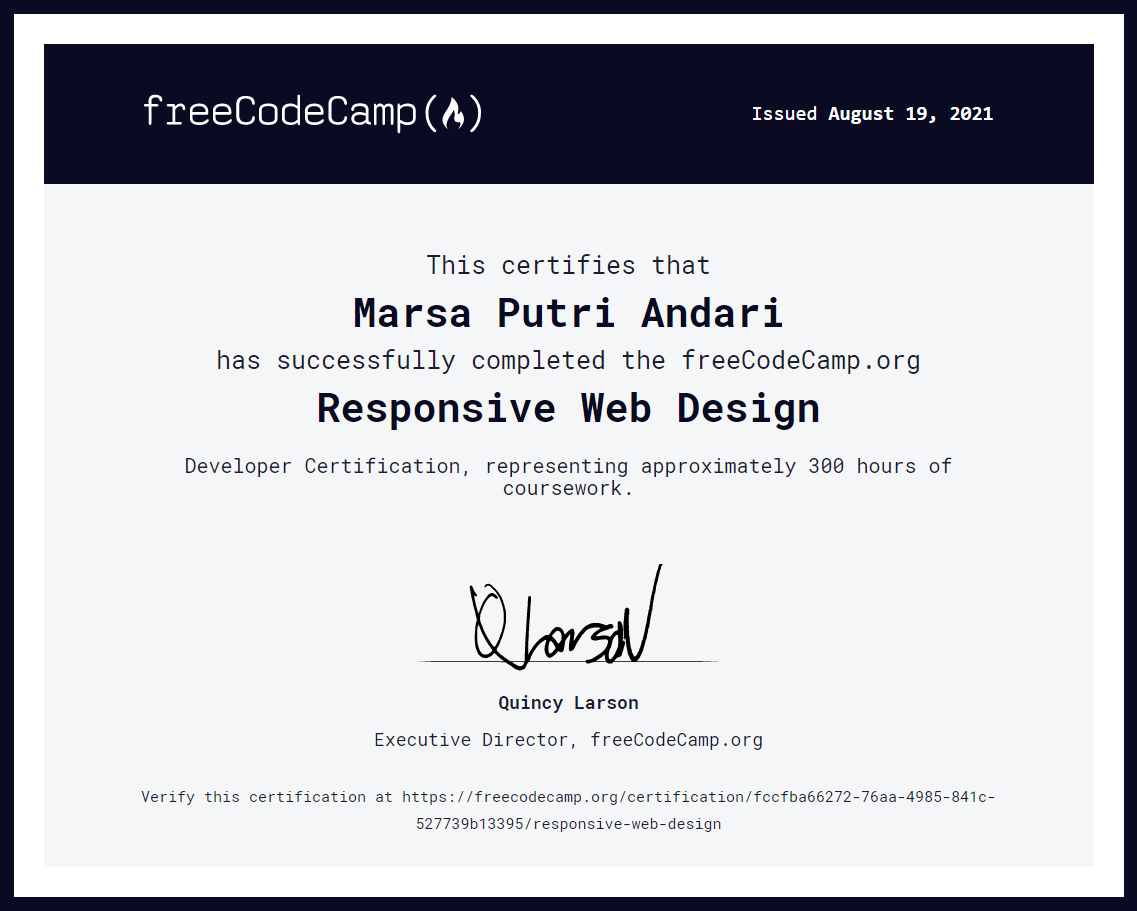 freeCodeCamp(🔥)
Issued August 19, 2021
This certifies that
Marsa Putri Andari
has successfully completed the freeCodeCamp.org
Responsive Web Design
Developer Certification, representing approximately 300 hours of
coursework.
Q Larson
Quincy Larson
Executive Director, freeCodeCamp.org
Verify this certification at https://freecodecamp.org/certification/fccfba66272-76aa-4985-841c-
527739b13395/responsive-web-design